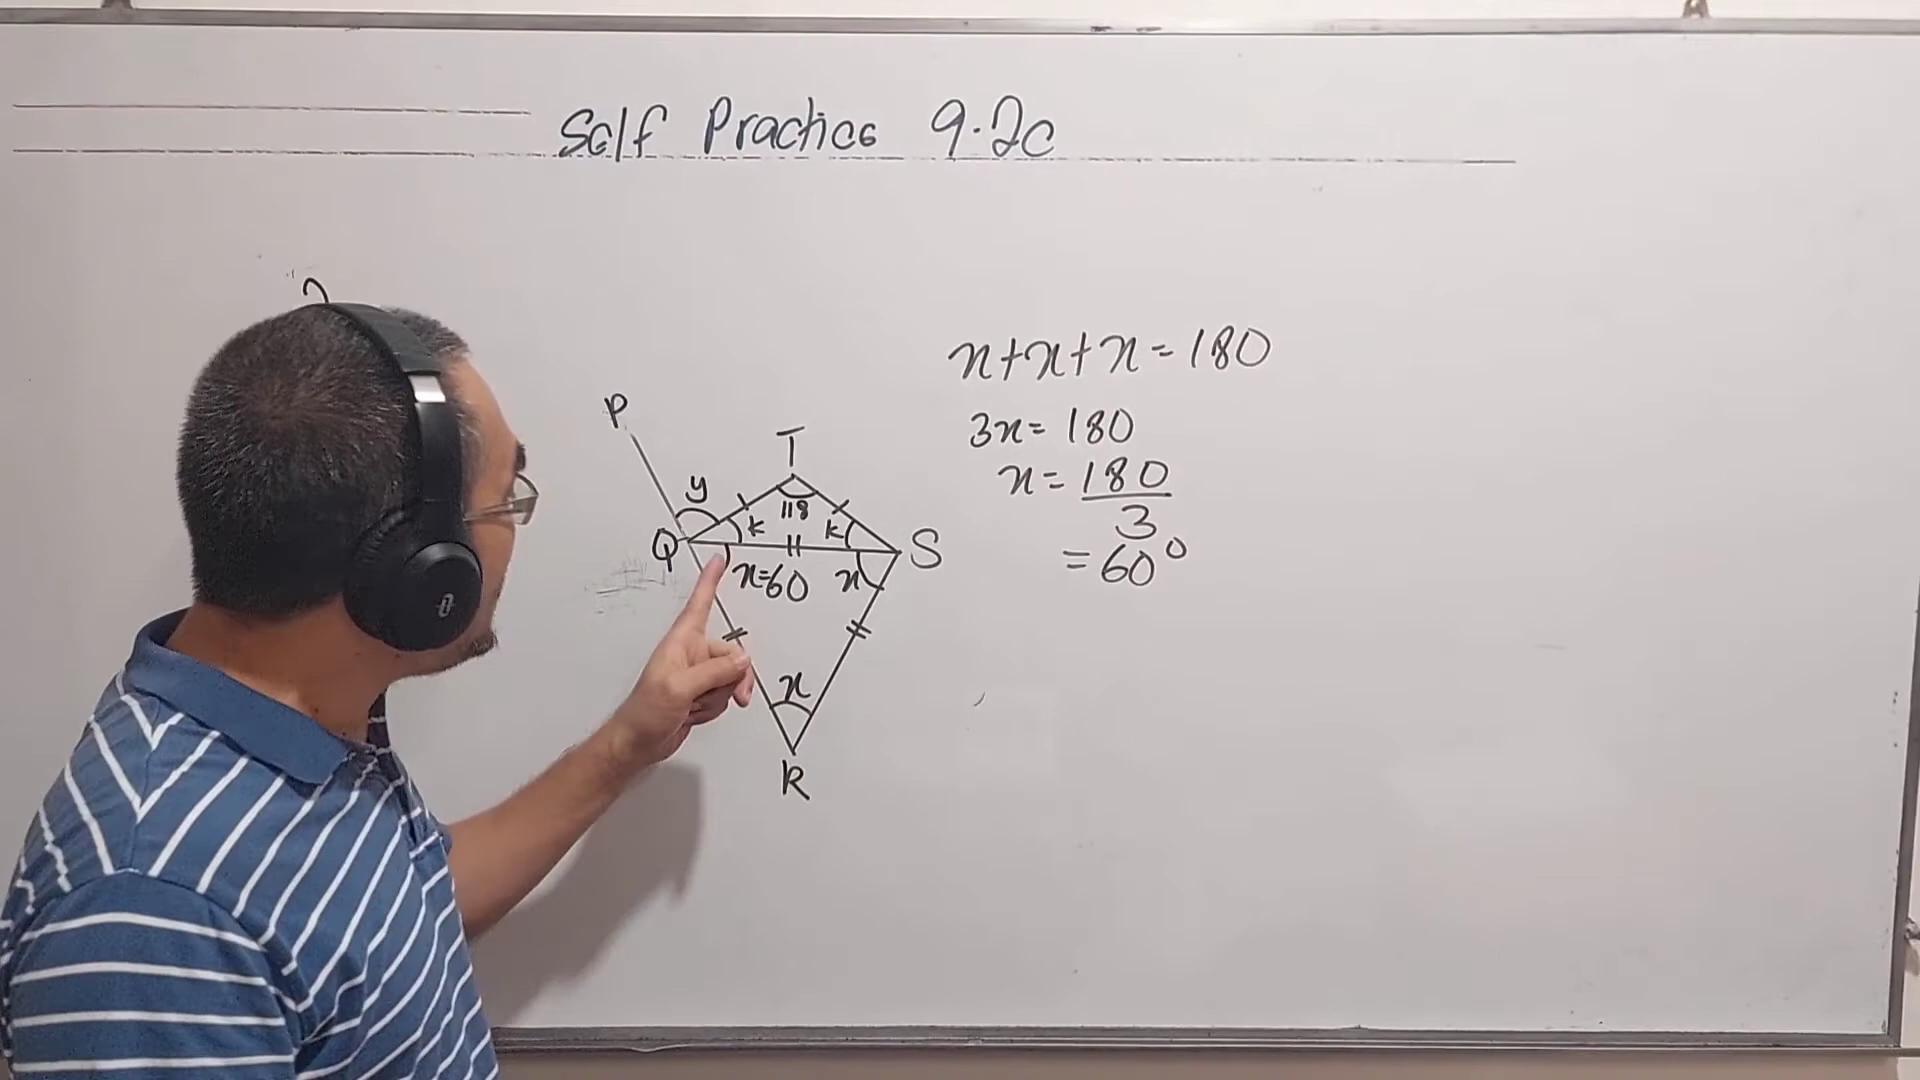 Self Practice 9.2c
P
T
y
118
k
k
Q
S
x=60
x
x
R
x+x+x=180
3x=180
x=180
3
=60°